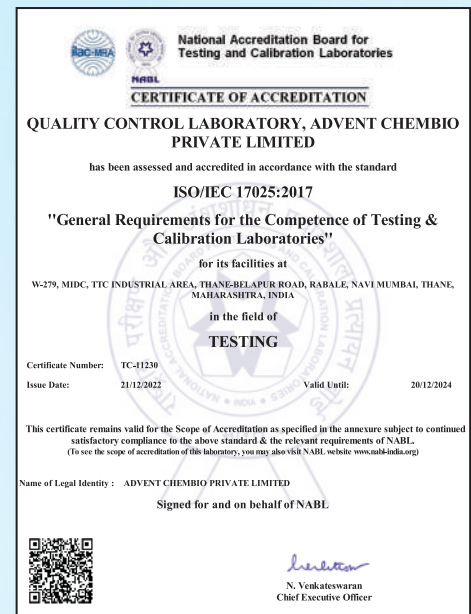 ilac-MRA
NABL
National Accreditation Board for
Testing and Calibration Laboratories
CERTIFICATE OF ACCREDITATION
QUALITY CONTROL LABORATORY, ADVENT CHEMBIO
PRIVATE LIMITED
has been assessed and accredited in accordance with the standard
ISO/IEC 17025:2017
"General Requirements for the Competence of Testing &
Calibration Laboratories"
for its facilities at
W-279, MIDC, TTC INDUSTRIAL AREA, THANE-BELAPUR ROAD, RABALE, NAVI MUMBAI, THANE,
MAHARASHTRA, INDIA
in the field of
TESTING
Certificate Number: TC-11230
Issue Date: 21/12/2022 Valid Until: 20/12/2024
This certificate remains valid for the Scope of Accreditation as specified in the annexure subject to continued
satisfactory compliance to the above standard & the relevant requirements of NABL.
(To see the scope of accreditation of this laboratory, you may also visit NABL website www.nabl-india.org)
Name of Legal Identity : ADVENT CHEMBIO PRIVATE LIMITED
Signed for and on behalf of NABL
N. Venkateswaran
Chief Executive Officer